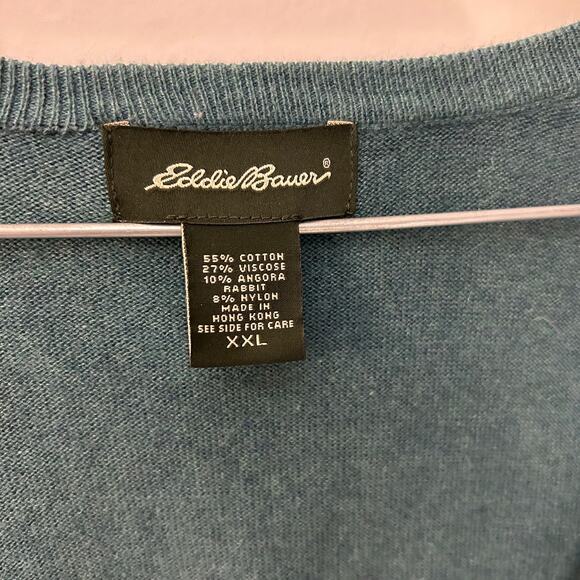 Eddie Bauer®
55% COTTON
27% VISCOSE
10% ANGORA
RABBIT
8% NYLON
MADE IN
HONG KONG
SEE SIDE FOR CARE
XXL